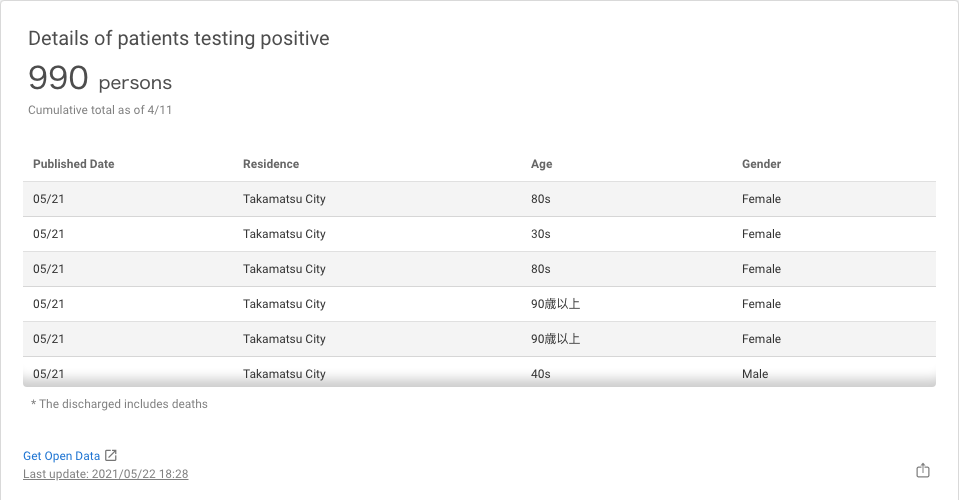 Details of patients testing positive
990 persons
Cumulative total as of 4/11
Published Date Residence Age Gender
05/21 Takamatsu City 80s Female
05/21 Takamatsu City 30s Female
05/21 Takamatsu City 80s Female
05/21 Takamatsu City 90歳以上 Female
05/21 Takamatsu City 90歳以上 Female
05/21 Takamatsu City 40s Male
* The discharged includes deaths
Get Open Data
Last update: 2021/05/22 18:28